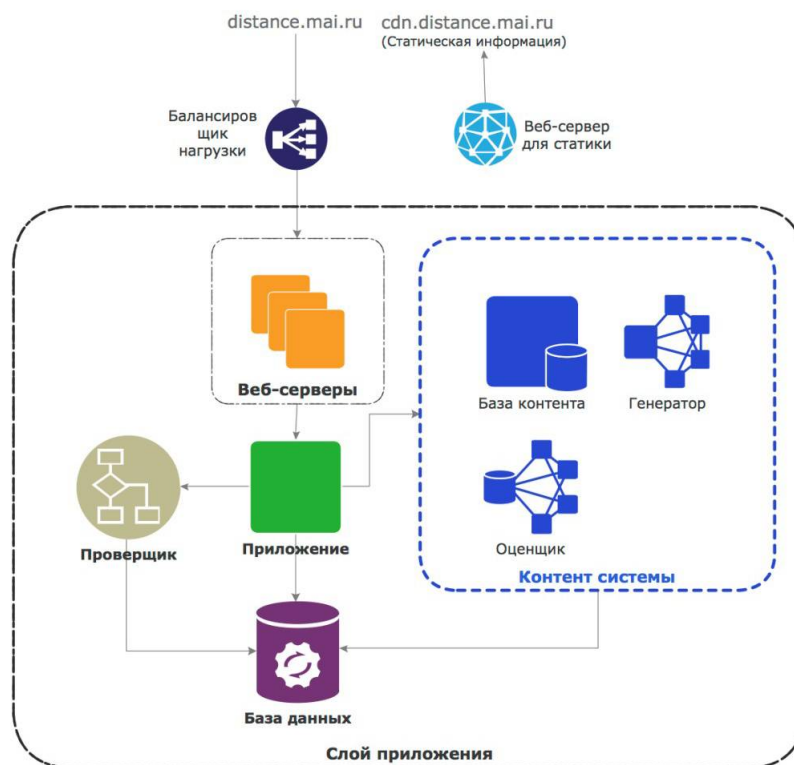 distance.mai.ru
cdn.distance.mai.ru
(Статическая информация)
Балансиров
щик
нагрузки
Веб-сервер
для статики
Веб-серверы
База контента
Генератор
Оценщик
Контент системы
Проверщик
Приложение
База данных
Слой приложения